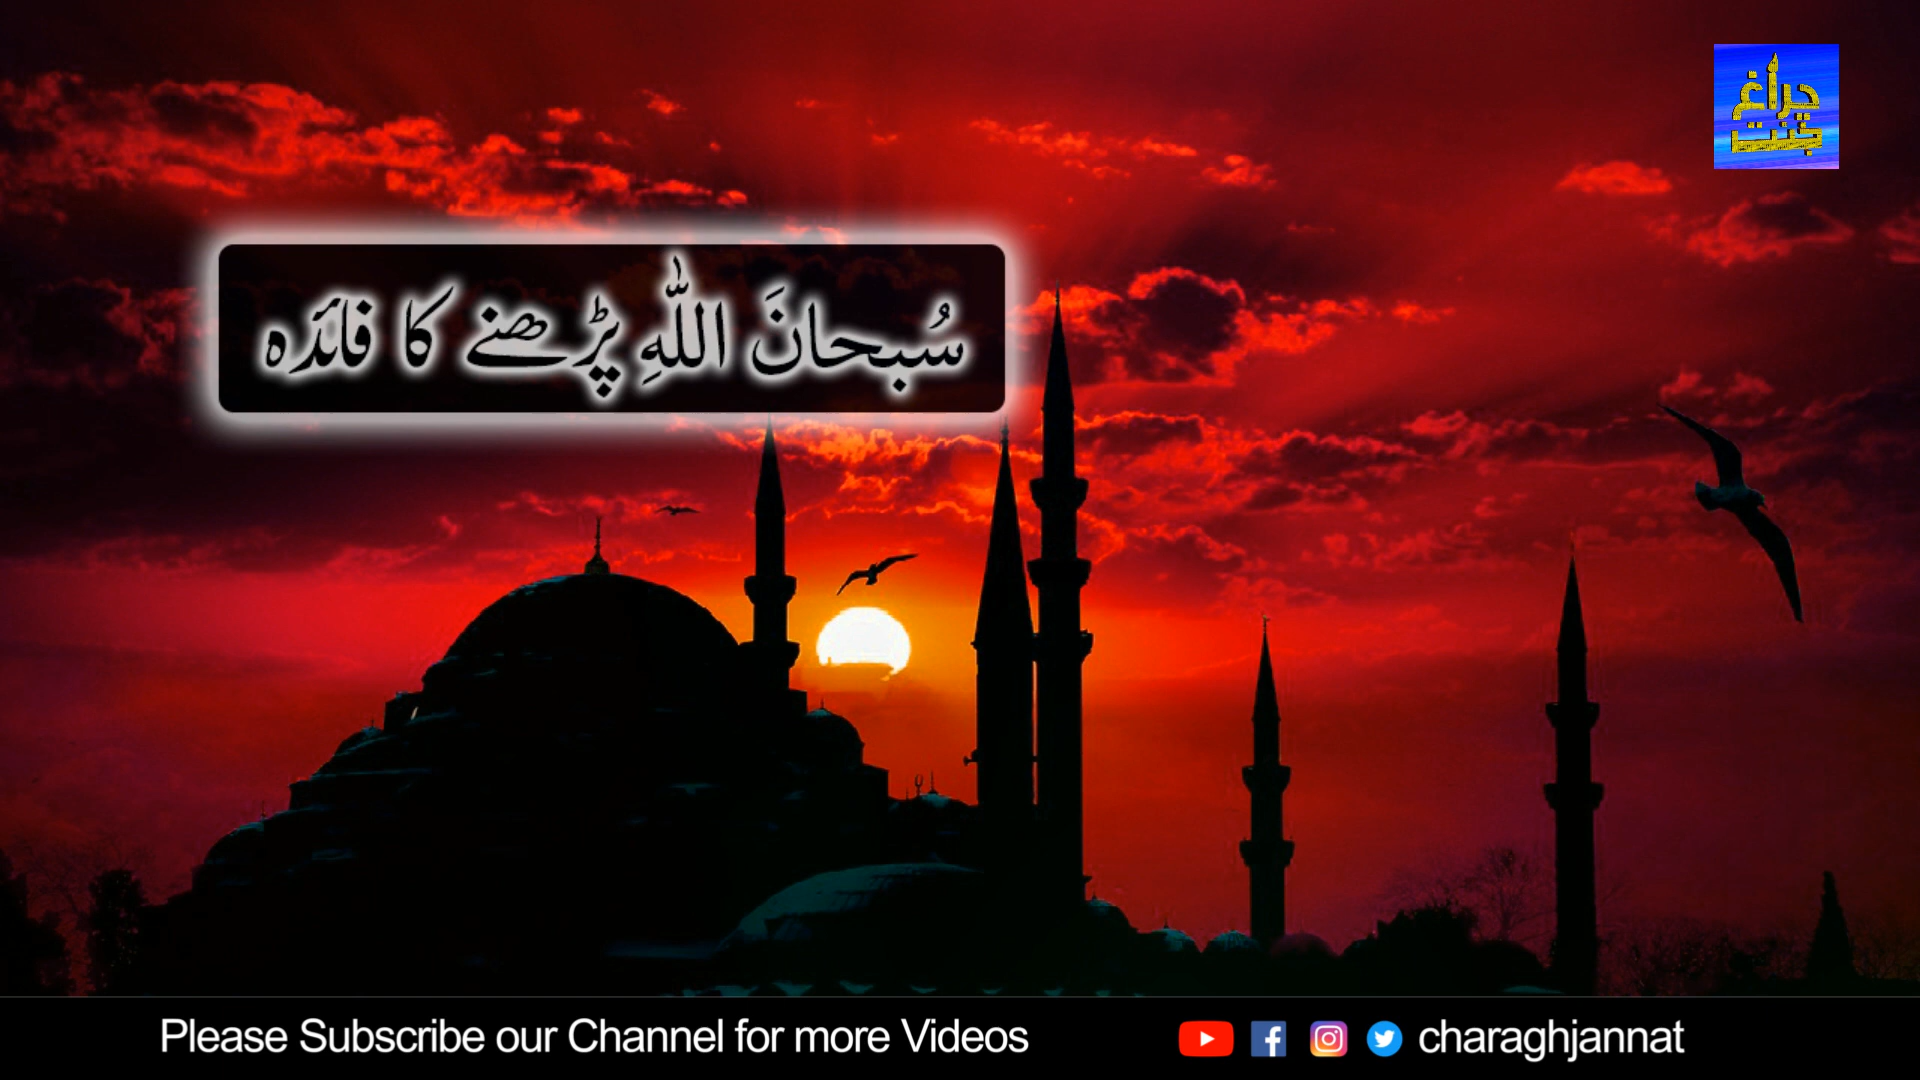 چراغ
جنت
سُبحانَ اللّٰهِ پڑھنے کا فائدہ
Please Subscribe our Channel for more Videos
charaghjannat